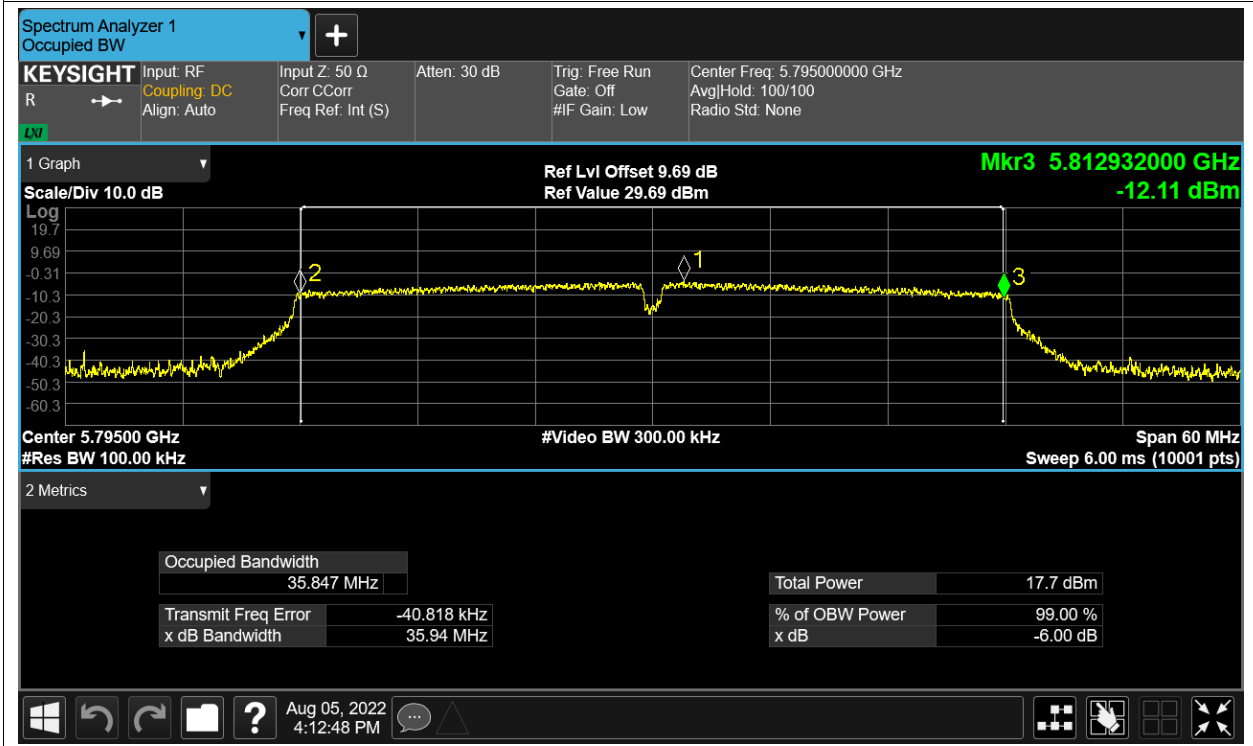 Spectrum Analyzer 1
Occupied BW
KEYSIGHT
R
LXI
Input: RF
Coupling: DC
Align: Auto
Input Z: 50 Ω
Corr CCorr
Freq Ref: Int (S)
Atten: 30 dB
Trig: Free Run
Gate: Off
#IF Gain: Low
Center Freq: 5.795000000 GHz
Avg|Hold: 100/100
Radio Std: None
1 Graph
Scale/Div 10.0 dB
Ref Lvl Offset 9.69 dB
Ref Value 29.69 dBm
Mkr3 5.812932000 GHz
-12.11 dBm
Log
19.7
9.69
-0.31
-10.3
-20.3
-30.3
-40.3
-50.3
-60.3
2
1
3
Center 5.79500 GHz
#Res BW 100.00 kHz
#Video BW 300.00 kHz
Span 60 MHz
Sweep 6.00 ms (10001 pts)
2 Metrics
Occupied Bandwidth
35.847 MHz
Transmit Freq Error -40.818 kHz
x dB Bandwidth 35.94 MHz
Total Power 17.7 dBm
% of OBW Power 99.00 %
x dB -6.00 dB
?
Aug 05, 2022
4:12:48 PM